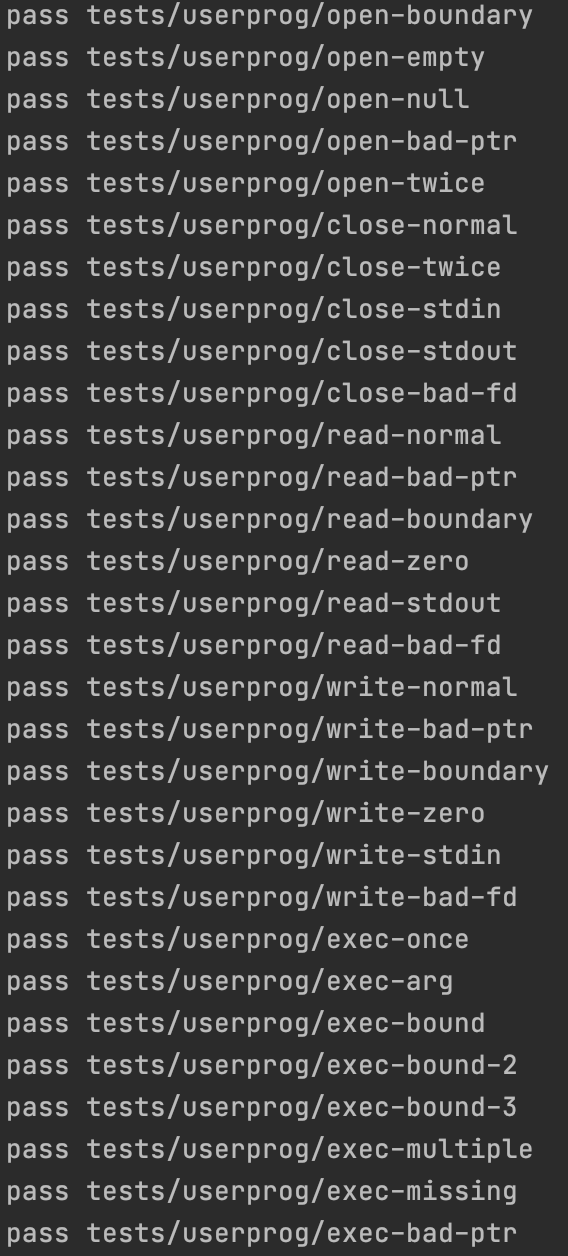 pass tests/userprog/open-boundary
pass tests/userprog/open-empty
pass tests/userprog/open-null
pass tests/userprog/open-bad-ptr
pass tests/userprog/open-twice
pass tests/userprog/close-normal
pass tests/userprog/close-twice
pass tests/userprog/close-stdin
pass tests/userprog/close-stdout
pass tests/userprog/close-bad-fd
pass tests/userprog/read-normal
pass tests/userprog/read-bad-ptr
pass tests/userprog/read-boundary
pass tests/userprog/read-zero
pass tests/userprog/read-stdout
pass tests/userprog/read-bad-fd
pass tests/userprog/write-normal
pass tests/userprog/write-bad-ptr
pass tests/userprog/write-boundary
pass tests/userprog/write-zero
pass tests/userprog/write-stdin
pass tests/userprog/write-bad-fd
pass tests/userprog/exec-once
pass tests/userprog/exec-arg
pass tests/userprog/exec-bound
pass tests/userprog/exec-bound-2
pass tests/userprog/exec-bound-3
pass tests/userprog/exec-multiple
pass tests/userprog/exec-missing
pass tests/userprog/exec-bad-ptr